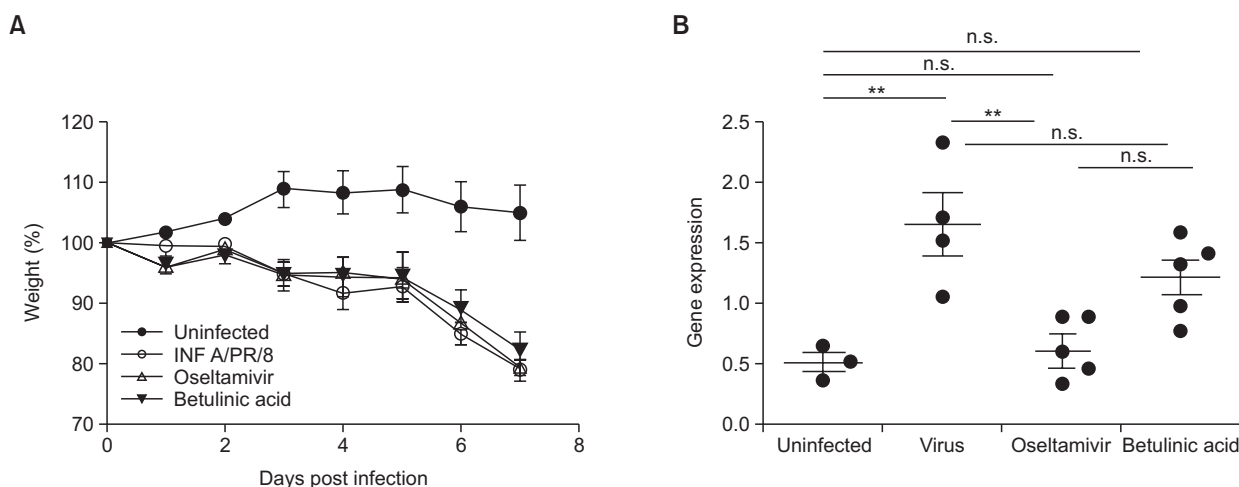 A
120
110
100
90
80
70
Weight (%)
Uninfected
INF A/PR/8
Oseltamivir
Betulinic acid
0
2
4
6
8
Days post infection
B
n.s.
n.s.
**
**
n.s.
n.s.
2.5
2.0
1.5
1.0
0.5
0.0
Gene expression
Uninfected
Virus
Oseltamivir
Betulinic acid